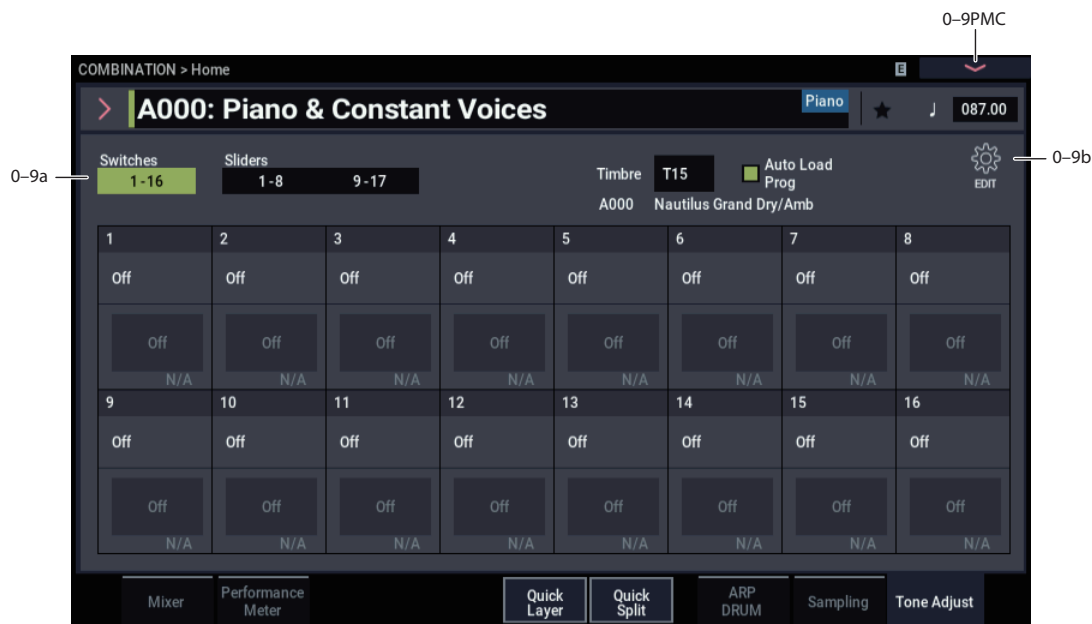 0–9PMC
COMBINATION > Home
E
A000: Piano & Constant Voices
Piano
♩ 087.00
0–9a
Switches
1-16
Sliders
1-8 9-17
Timbre T15
Auto Load
Prog
A000 Nautilus Grand Dry/Amb
EDIT
0–9b
1 2 3 4 5 6 7 8
Off Off Off Off Off Off Off Off
Off Off Off Off Off Off Off Off
N/A N/A N/A N/A N/A N/A N/A N/A
9 10 11 12 13 14 15 16
Off Off Off Off Off Off Off Off
Off Off Off Off Off Off Off Off
N/A N/A N/A N/A N/A N/A N/A N/A
Mixer
Performance
Meter
Quick
Layer
Quick
Split
ARP
DRUM
Sampling
Tone Adjust